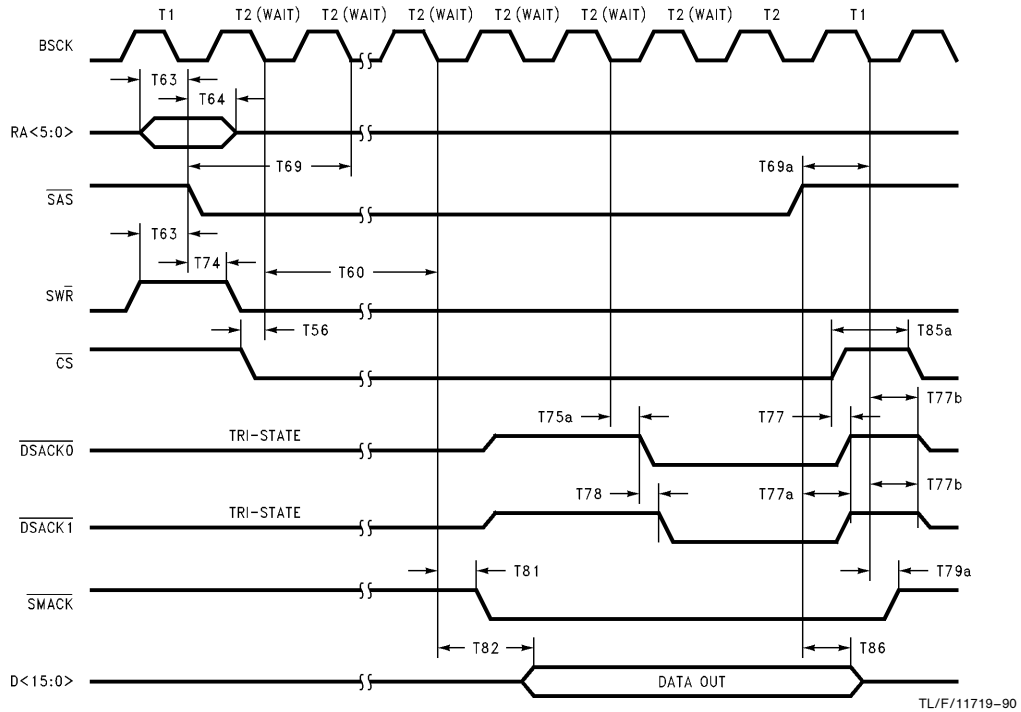 T1 T2 (WAIT) T2 (WAIT) T2 (WAIT) T2 (WAIT) T2 (WAIT) T2 (WAIT) T2 T1
BSCK
T63
T64
RA<5:0>
T69 T69a
SAS
T63
T74 T60
SWR
T56 T85a
CS
T77b
T75a T77
TRI-STATE
DSACK0
T78 T77a T77b
TRI-STATE
DSACK1
T81 T79a
SMACK
T82 T86
D<15:0> DATA OUT
TL/F/11719-90